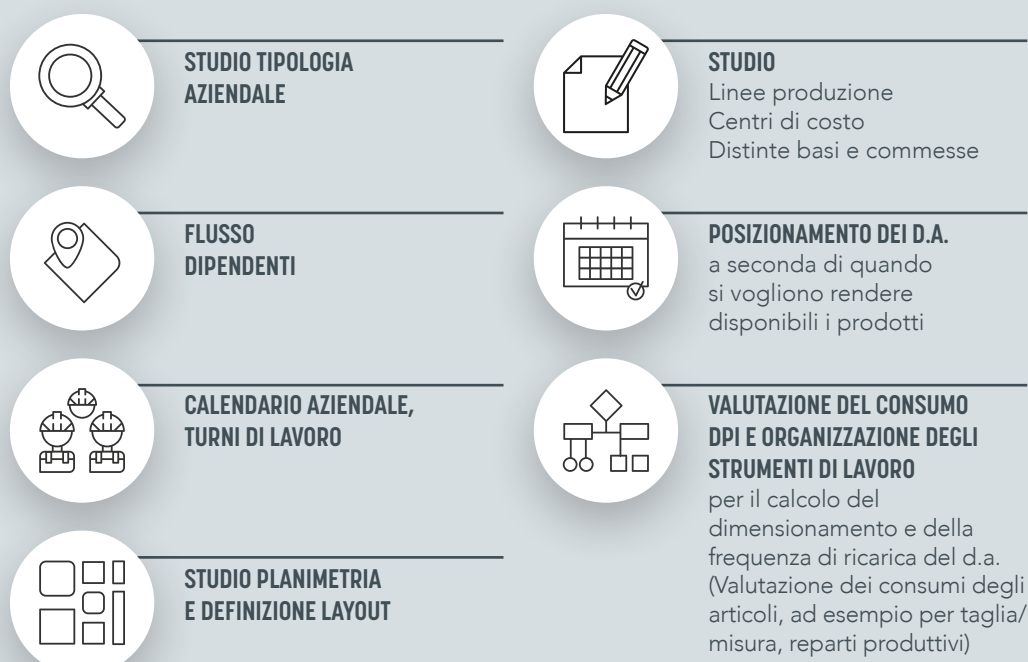 STUDIO TIPOLOGIA
AZIENDALE
FLUSSO
DIPENDENTI
CALENDARIO AZIENDALE,
TURNI DI LAVORO
STUDIO PLANIMETRIA
E DEFINIZIONE LAYOUT
STUDIO
Linee produzione
Centri di costo
Distinte basi e commesse
POSIZIONAMENTO DEI D.A.
a seconda di quando
si vogliono rendere
disponibili i prodotti
VALUTAZIONE DEL CONSUMO
DPI E ORGANIZZAZIONE DEGLI
STRUMENTI DI LAVORO
per il calcolo del
dimensionamento e della
frequenza di ricarica del d.a.
(Valutazione dei consumi degli
articoli, ad esempio per taglia/
misura, reparti produttivi)